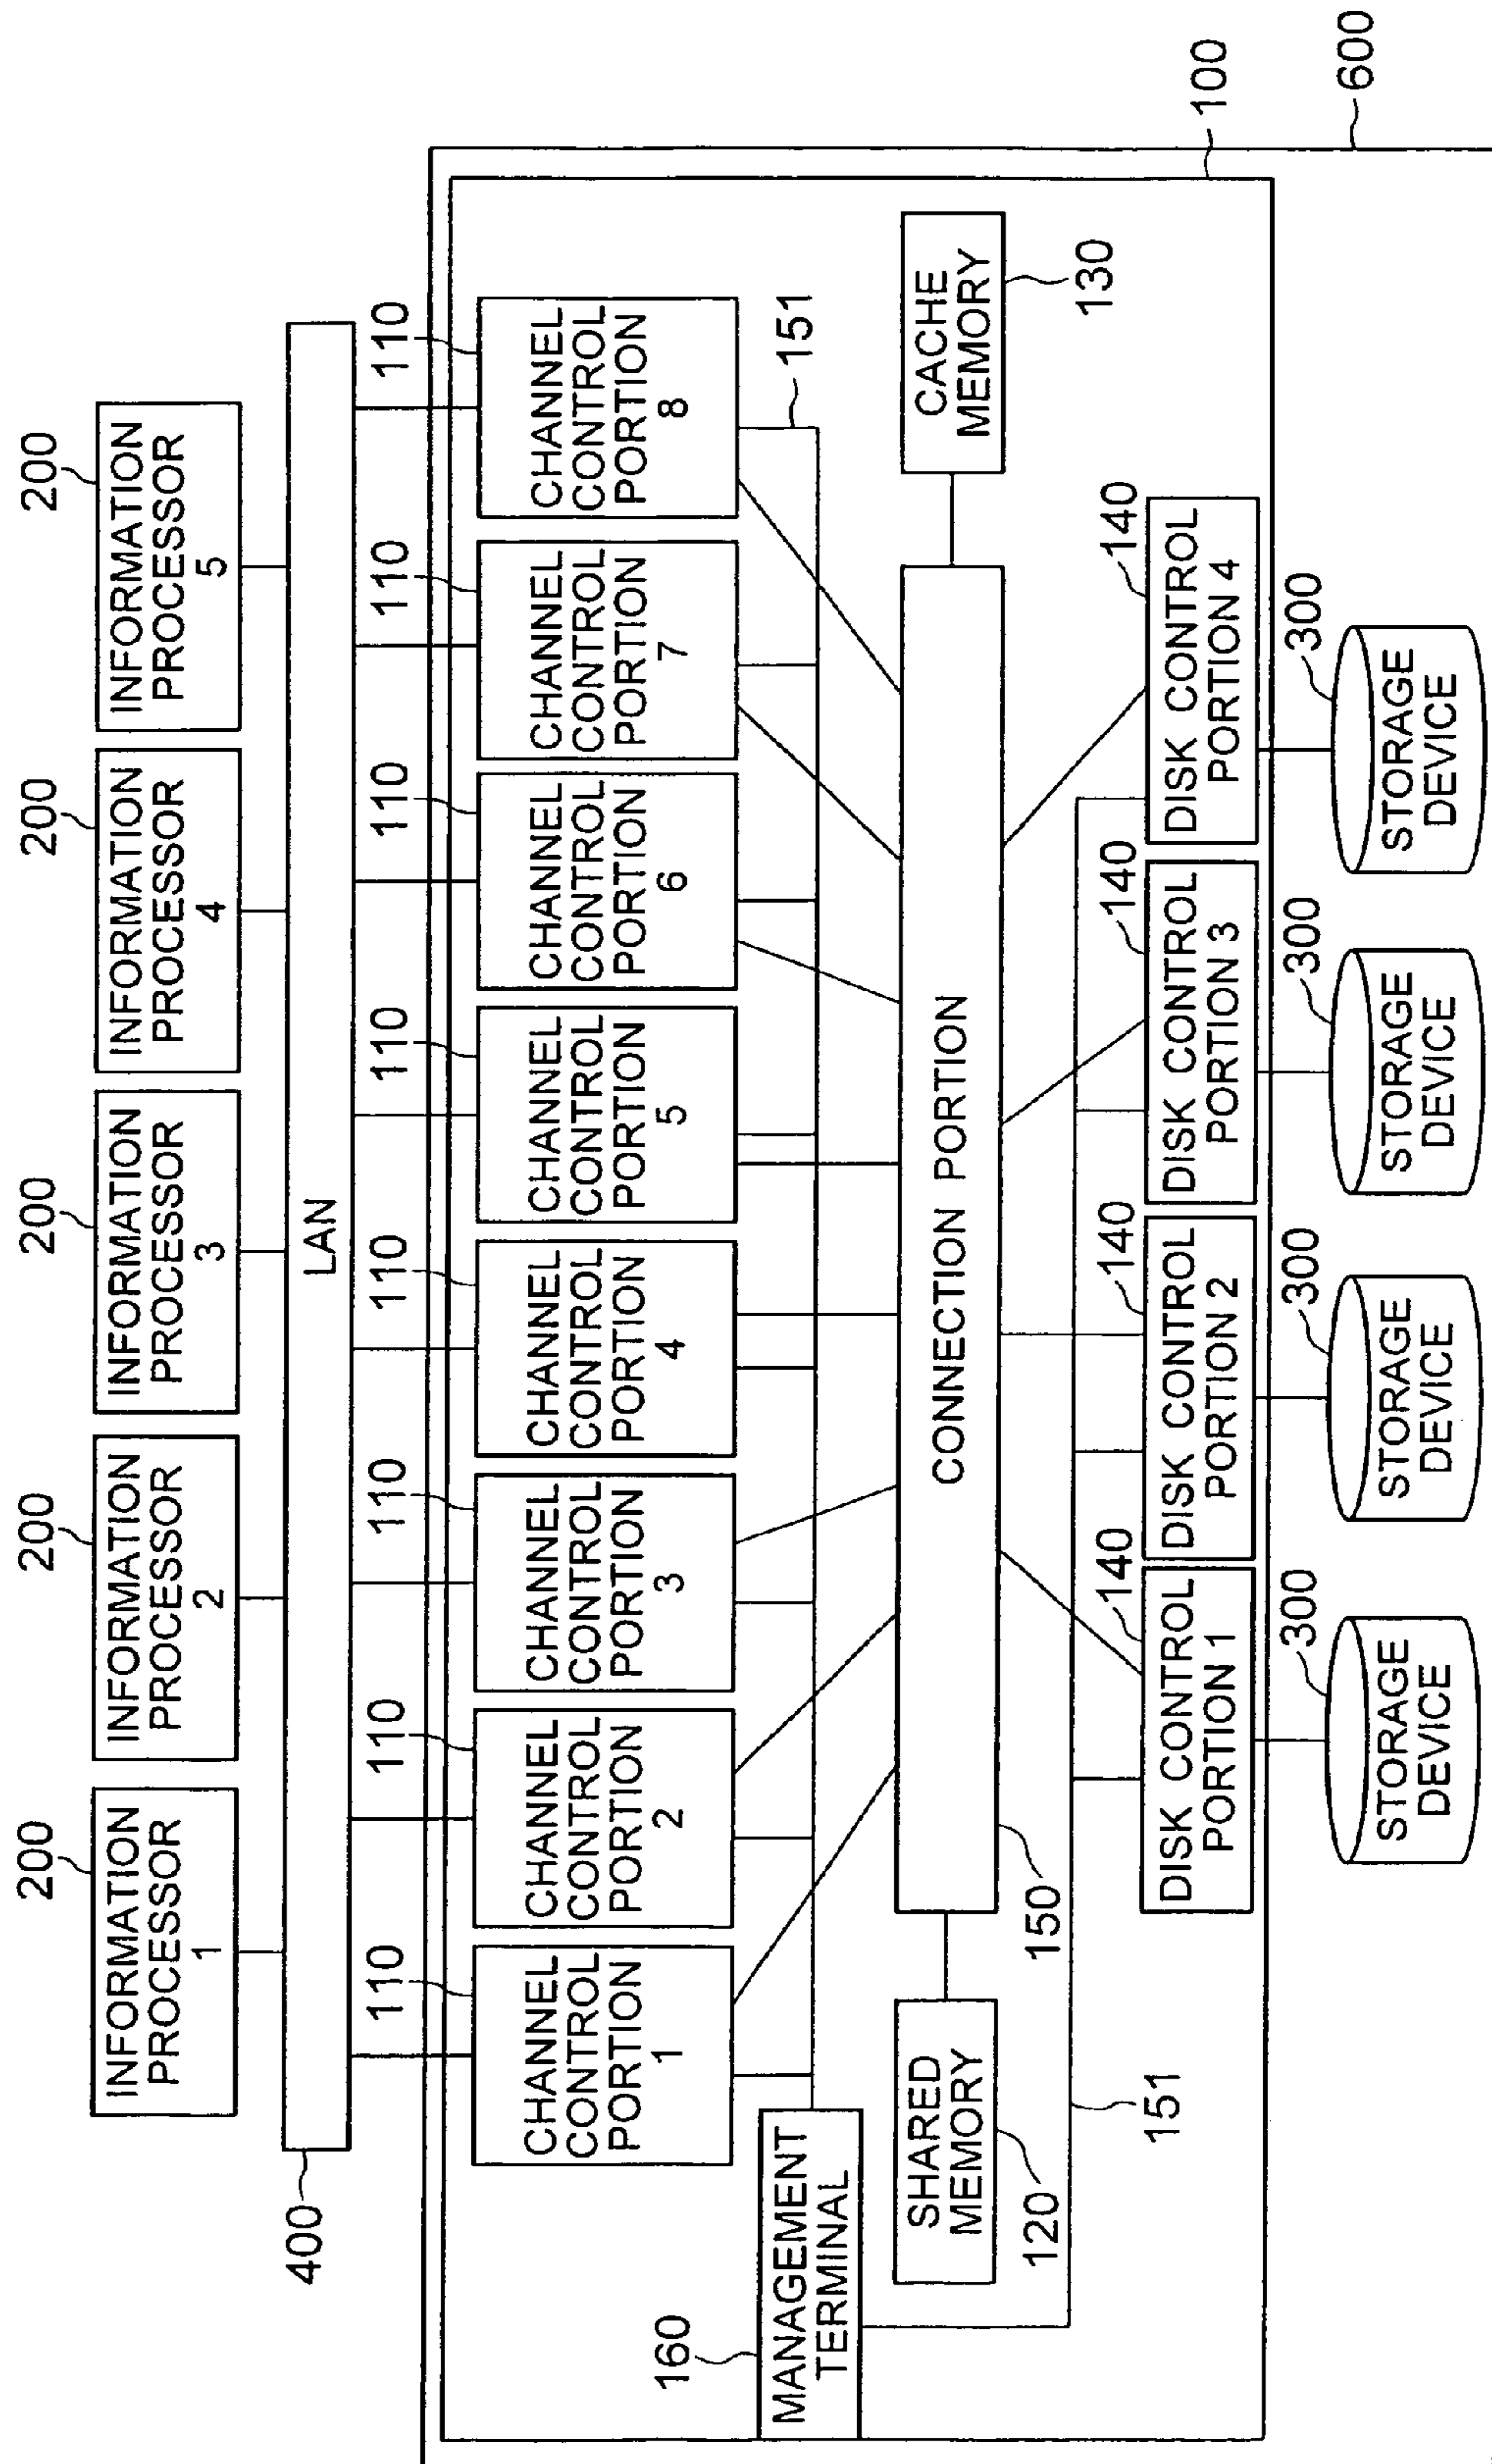 200
200
200
200
200
INFORMATION
PROCESSOR
1
INFORMATION
PROCESSOR
2
INFORMATION
PROCESSOR
3
INFORMATION
PROCESSOR
4
INFORMATION
PROCESSOR
5
400
LAN
110
110
110
110
110
110
110
110
CHANNEL
CONTROL
PORTION
1
CHANNEL
CONTROL
PORTION
2
CHANNEL
CONTROL
PORTION
3
CHANNEL
CONTROL
PORTION
4
CHANNEL
CONTROL
PORTION
5
CHANNEL
CONTROL
PORTION
6
CHANNEL
CONTROL
PORTION
7
CHANNEL
CONTROL
PORTION
8
160
MANAGEMENT
TERMINAL
151
SHARED
MEMORY
120
CONNECTION PORTION
150
CACHE
MEMORY
130
151
140
140
140
140
DISK CONTROL
PORTION 1
DISK CONTROL
PORTION 2
DISK CONTROL
PORTION 3
DISK CONTROL
PORTION 4
100
300
300
300
300
STORAGE
DEVICE
STORAGE
DEVICE
STORAGE
DEVICE
STORAGE
DEVICE
600